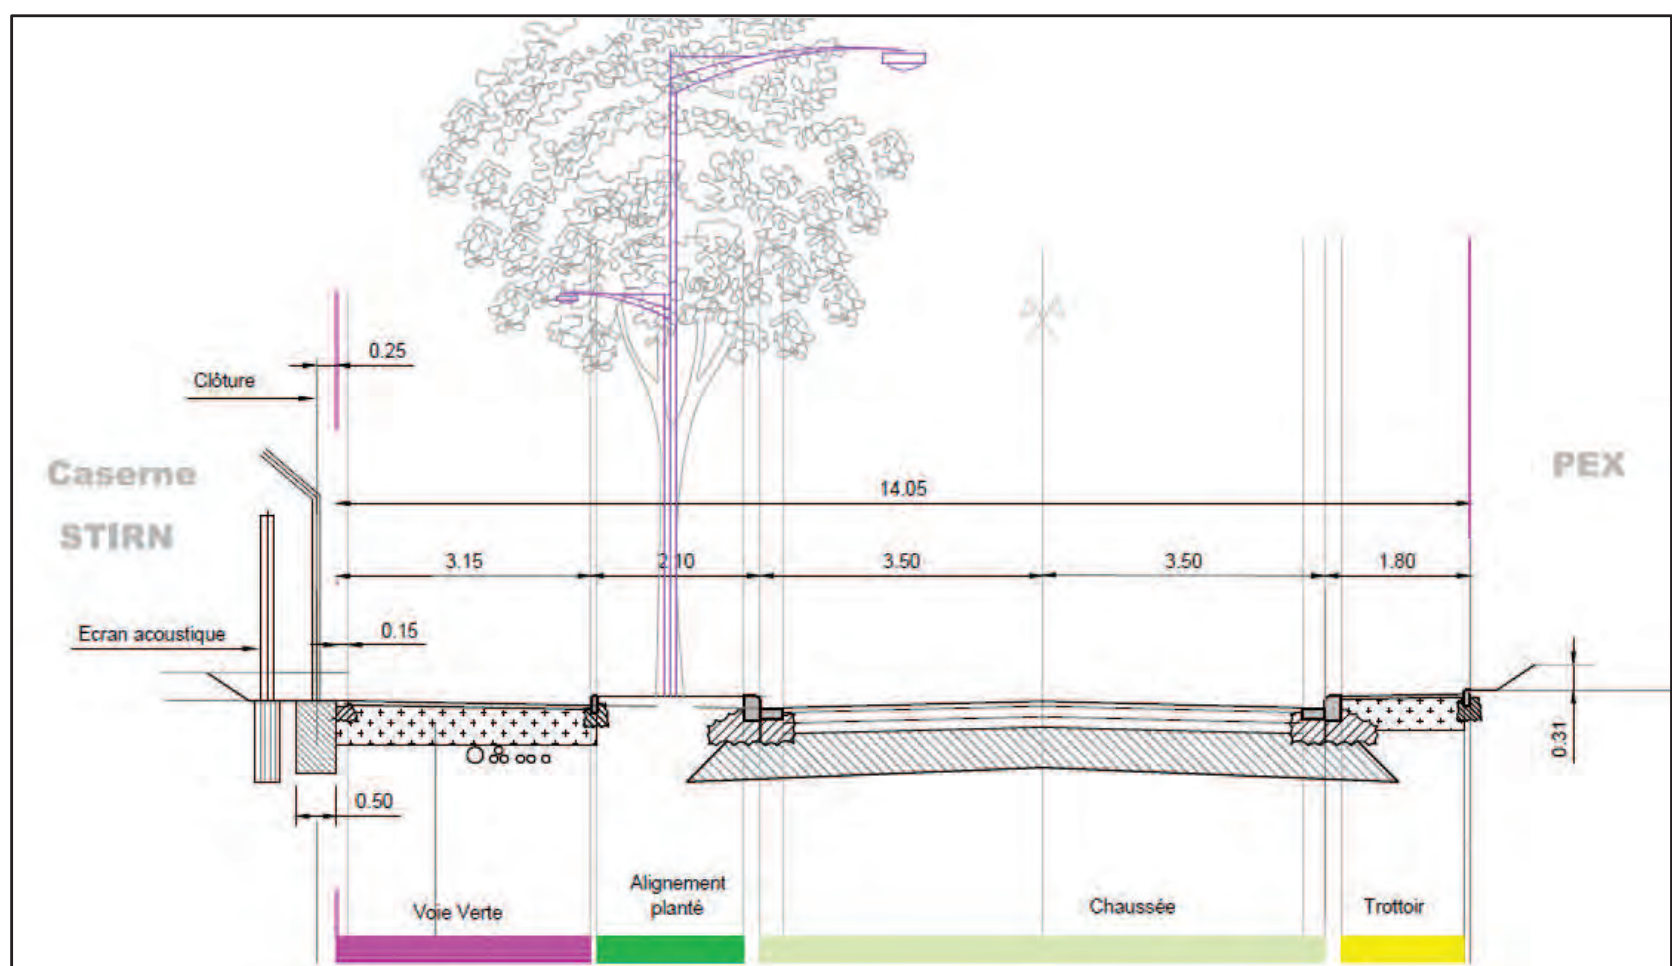 0.25
Clôture
Caserne
STIRN
PEX
14.05
3.15
2.10
3.50
3.50
1.80
Ecran acoustique
0.15
0.31
0.50
Voie Verte
Alignement
planté
Chaussée
Trottoir